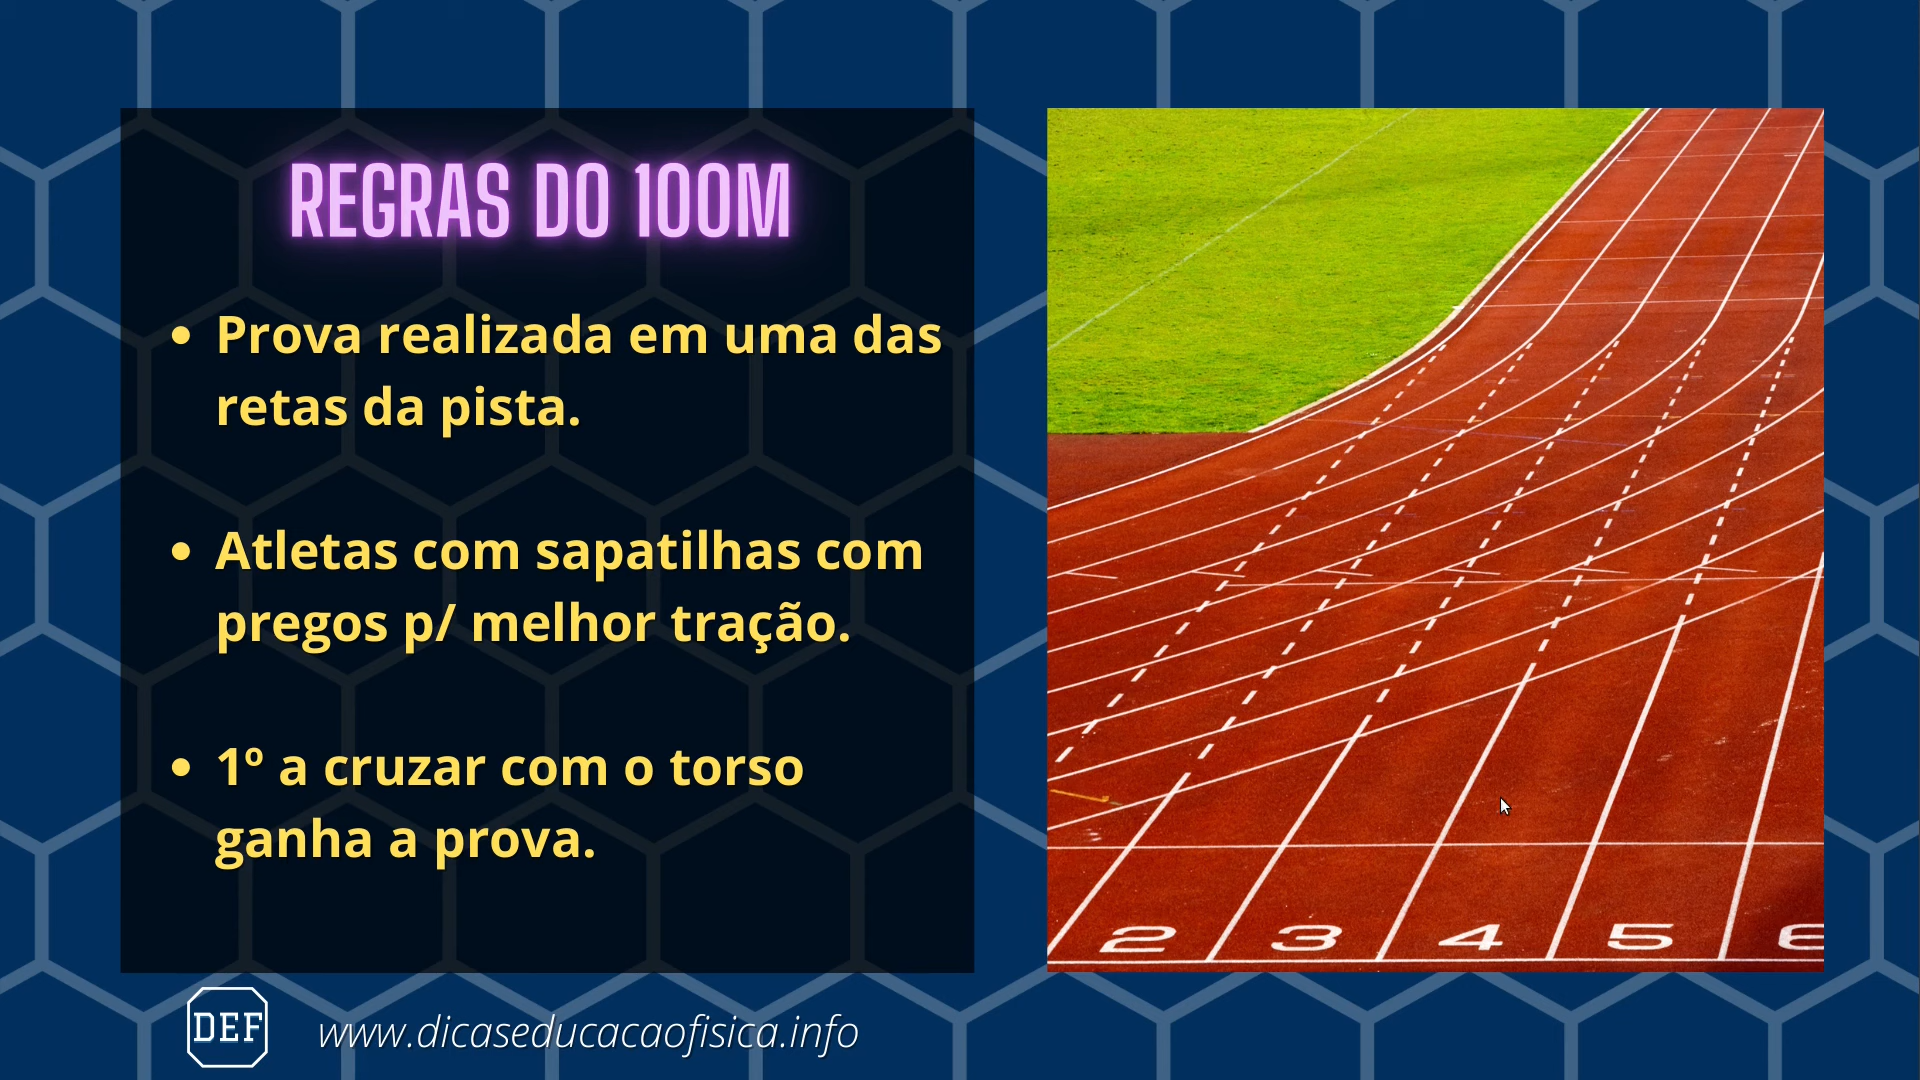 REGRAS DO 100M
• Prova realizada em uma das
retas da pista.
• Atletas com sapatilhas com
pregos p/ melhor tração.
• 1º a cruzar com o torso
ganha a prova.
2 3 4 5 6
DEF www.dicaseducacaofisica.info